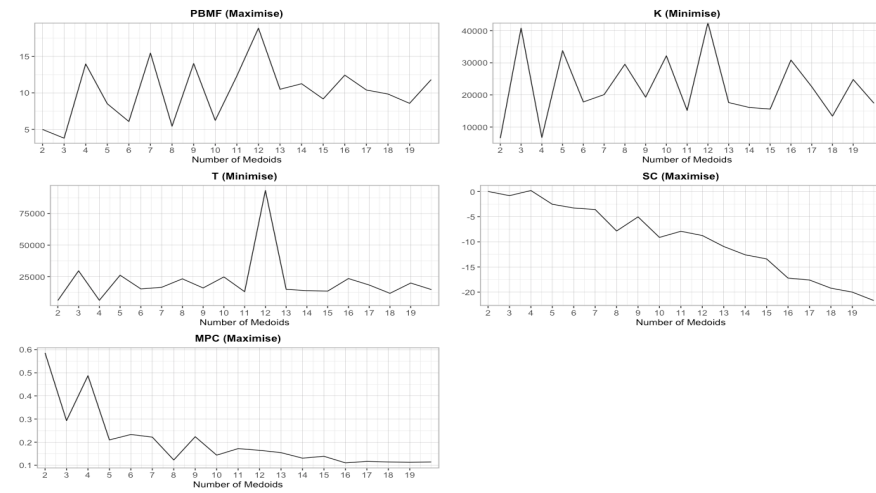 PBMF (Maximise)
15
10
5
2 3 4 5 6 7 8 9 10 11 12 13 14 15 16 17 18 19
Number of Medoids
K (Minimise)
40000
30000
20000
10000
2 3 4 5 6 7 8 9 10 11 12 13 14 15 16 17 18 19
Number of Medoids
T (Minimise)
75000
50000
25000
2 3 4 5 6 7 8 9 10 11 12 13 14 15 16 17 18 19
Number of Medoids
SC (Maximise)
0
-5
-10
-15
-20
2 3 4 5 6 7 8 9 10 11 12 13 14 15 16 17 18 19
Number of Medoids
MPC (Maximise)
0.6
0.5
0.4
0.3
0.2
0.1
2 3 4 5 6 7 8 9 10 11 12 13 14 15 16 17 18 19
Number of Medoids